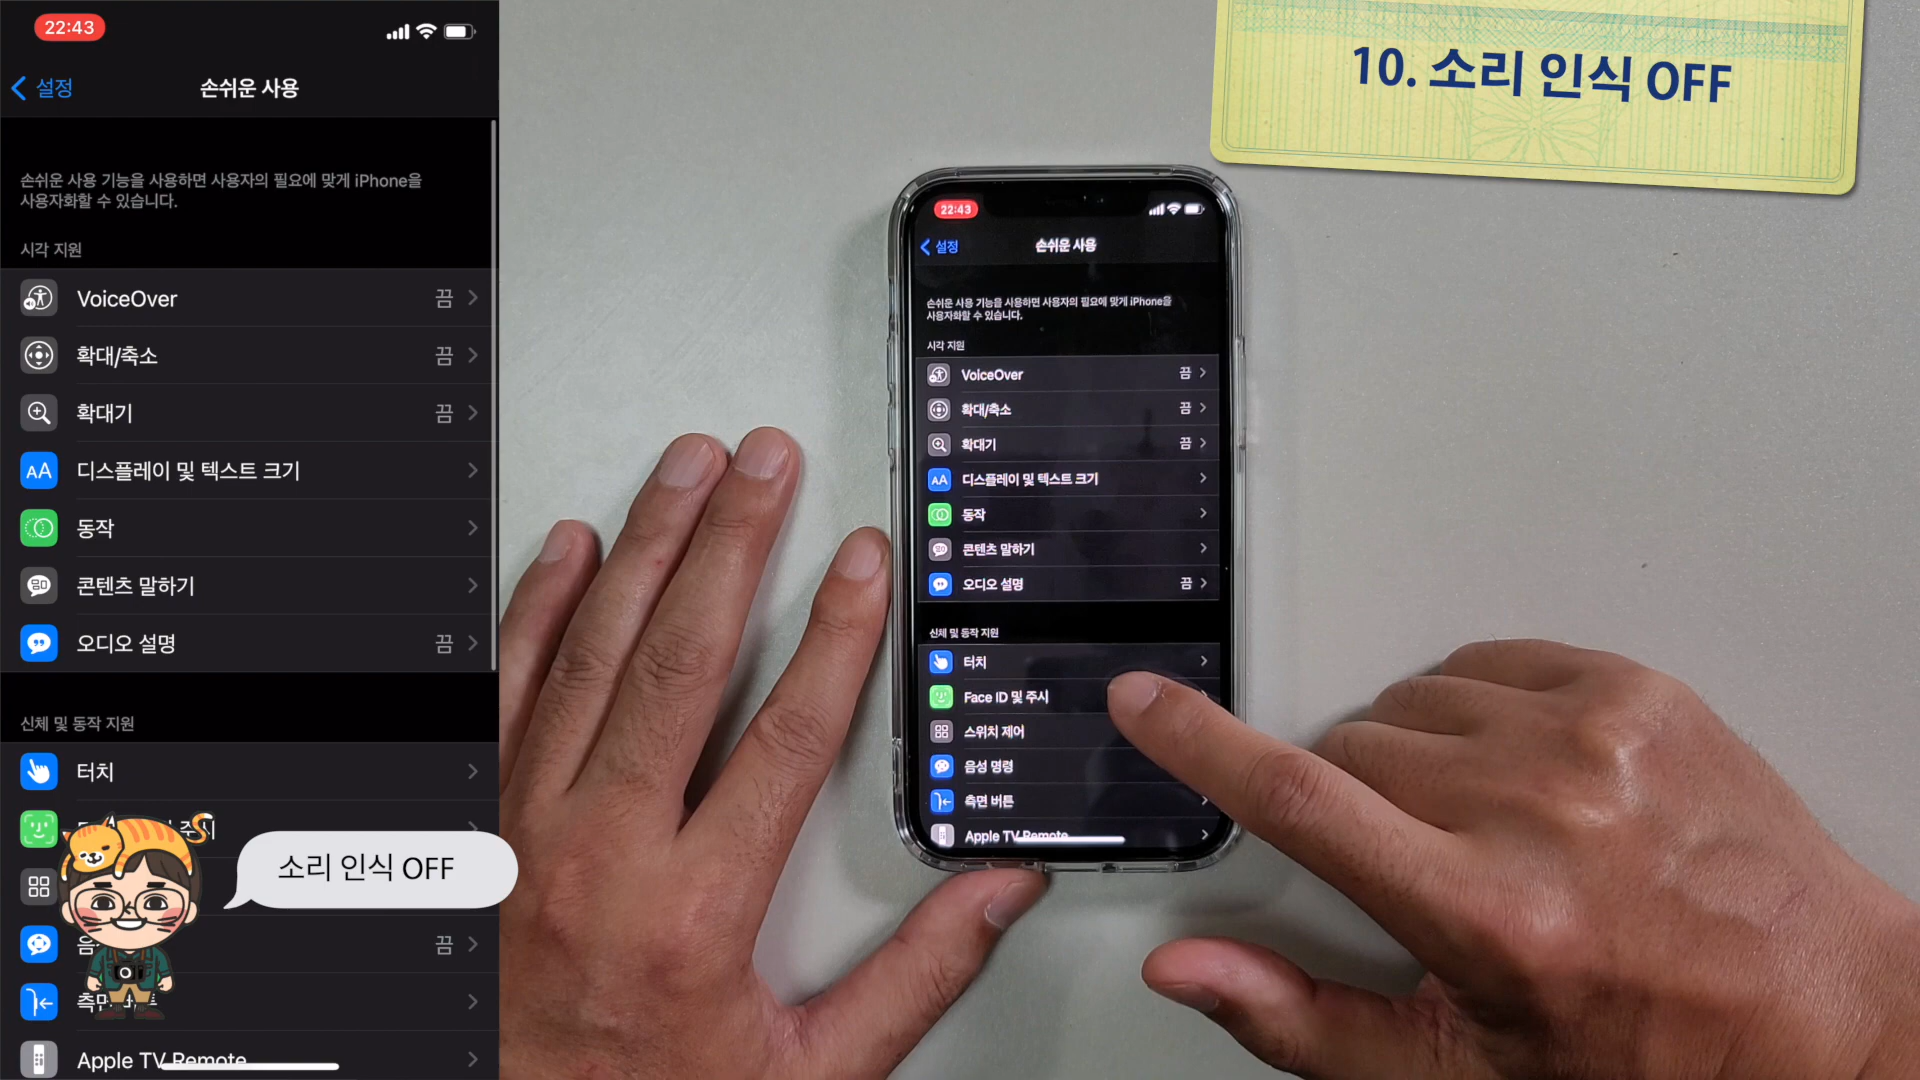 22:43
설정
손쉬운 사용
손쉬운 사용 기능을 사용하면 사용자의 필요에 맞게 iPhone을
사용자화할 수 있습니다.
시각 지원
VoiceOver 끔
확대/축소 끔
확대기 끔
AA 디스플레이 및 텍스트 크기
동작
콘텐츠 말하기
오디오 설명 끔
신체 및 동작 지원
터치
주시
끔
측면 버튼
Apple TV Remote
소리 인식 OFF
10. 소리 인식 OFF
22:43
설정
손쉬운 사용
손쉬운 사용 기능을 사용하면 사용자의 필요에 맞게 iPhone을
사용자화할 수 있습니다.
시각 지원
VoiceOver 끔
확대/축소 끔
확대기 끔
AA 디스플레이 및 텍스트 크기
동작
콘텐츠 말하기
오디오 설명 끔
신체 및 동작 지원
터치
Face ID 및 주시
스위치 제어
음성 명령
측면 버튼
Apple TV Remote